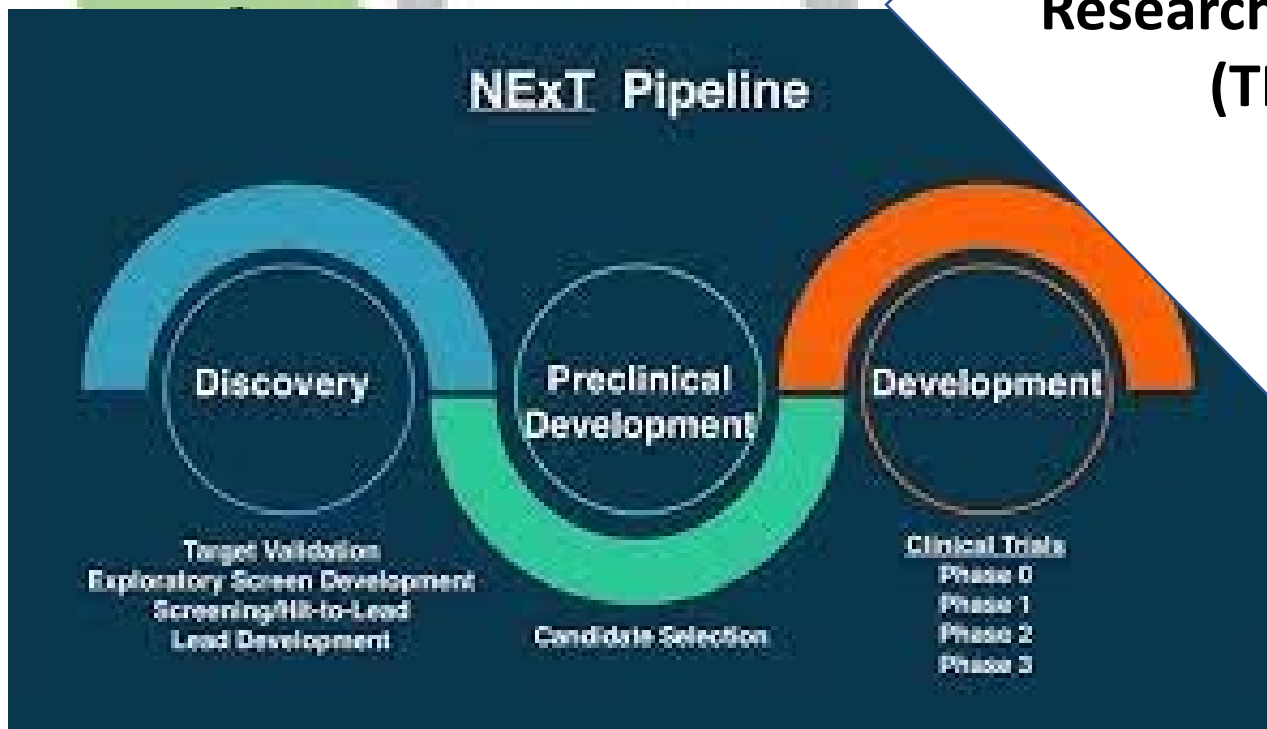 Research
NExT Pipeline
Discovery
Preclinical
Development
Development
Target Validation
Exploratory Screen Development
Screening/Hit-to-Lead
Lead Development
Candidate Selection
Clinical Trials
Phase 0
Phase 1
Phase 2
Phase 3